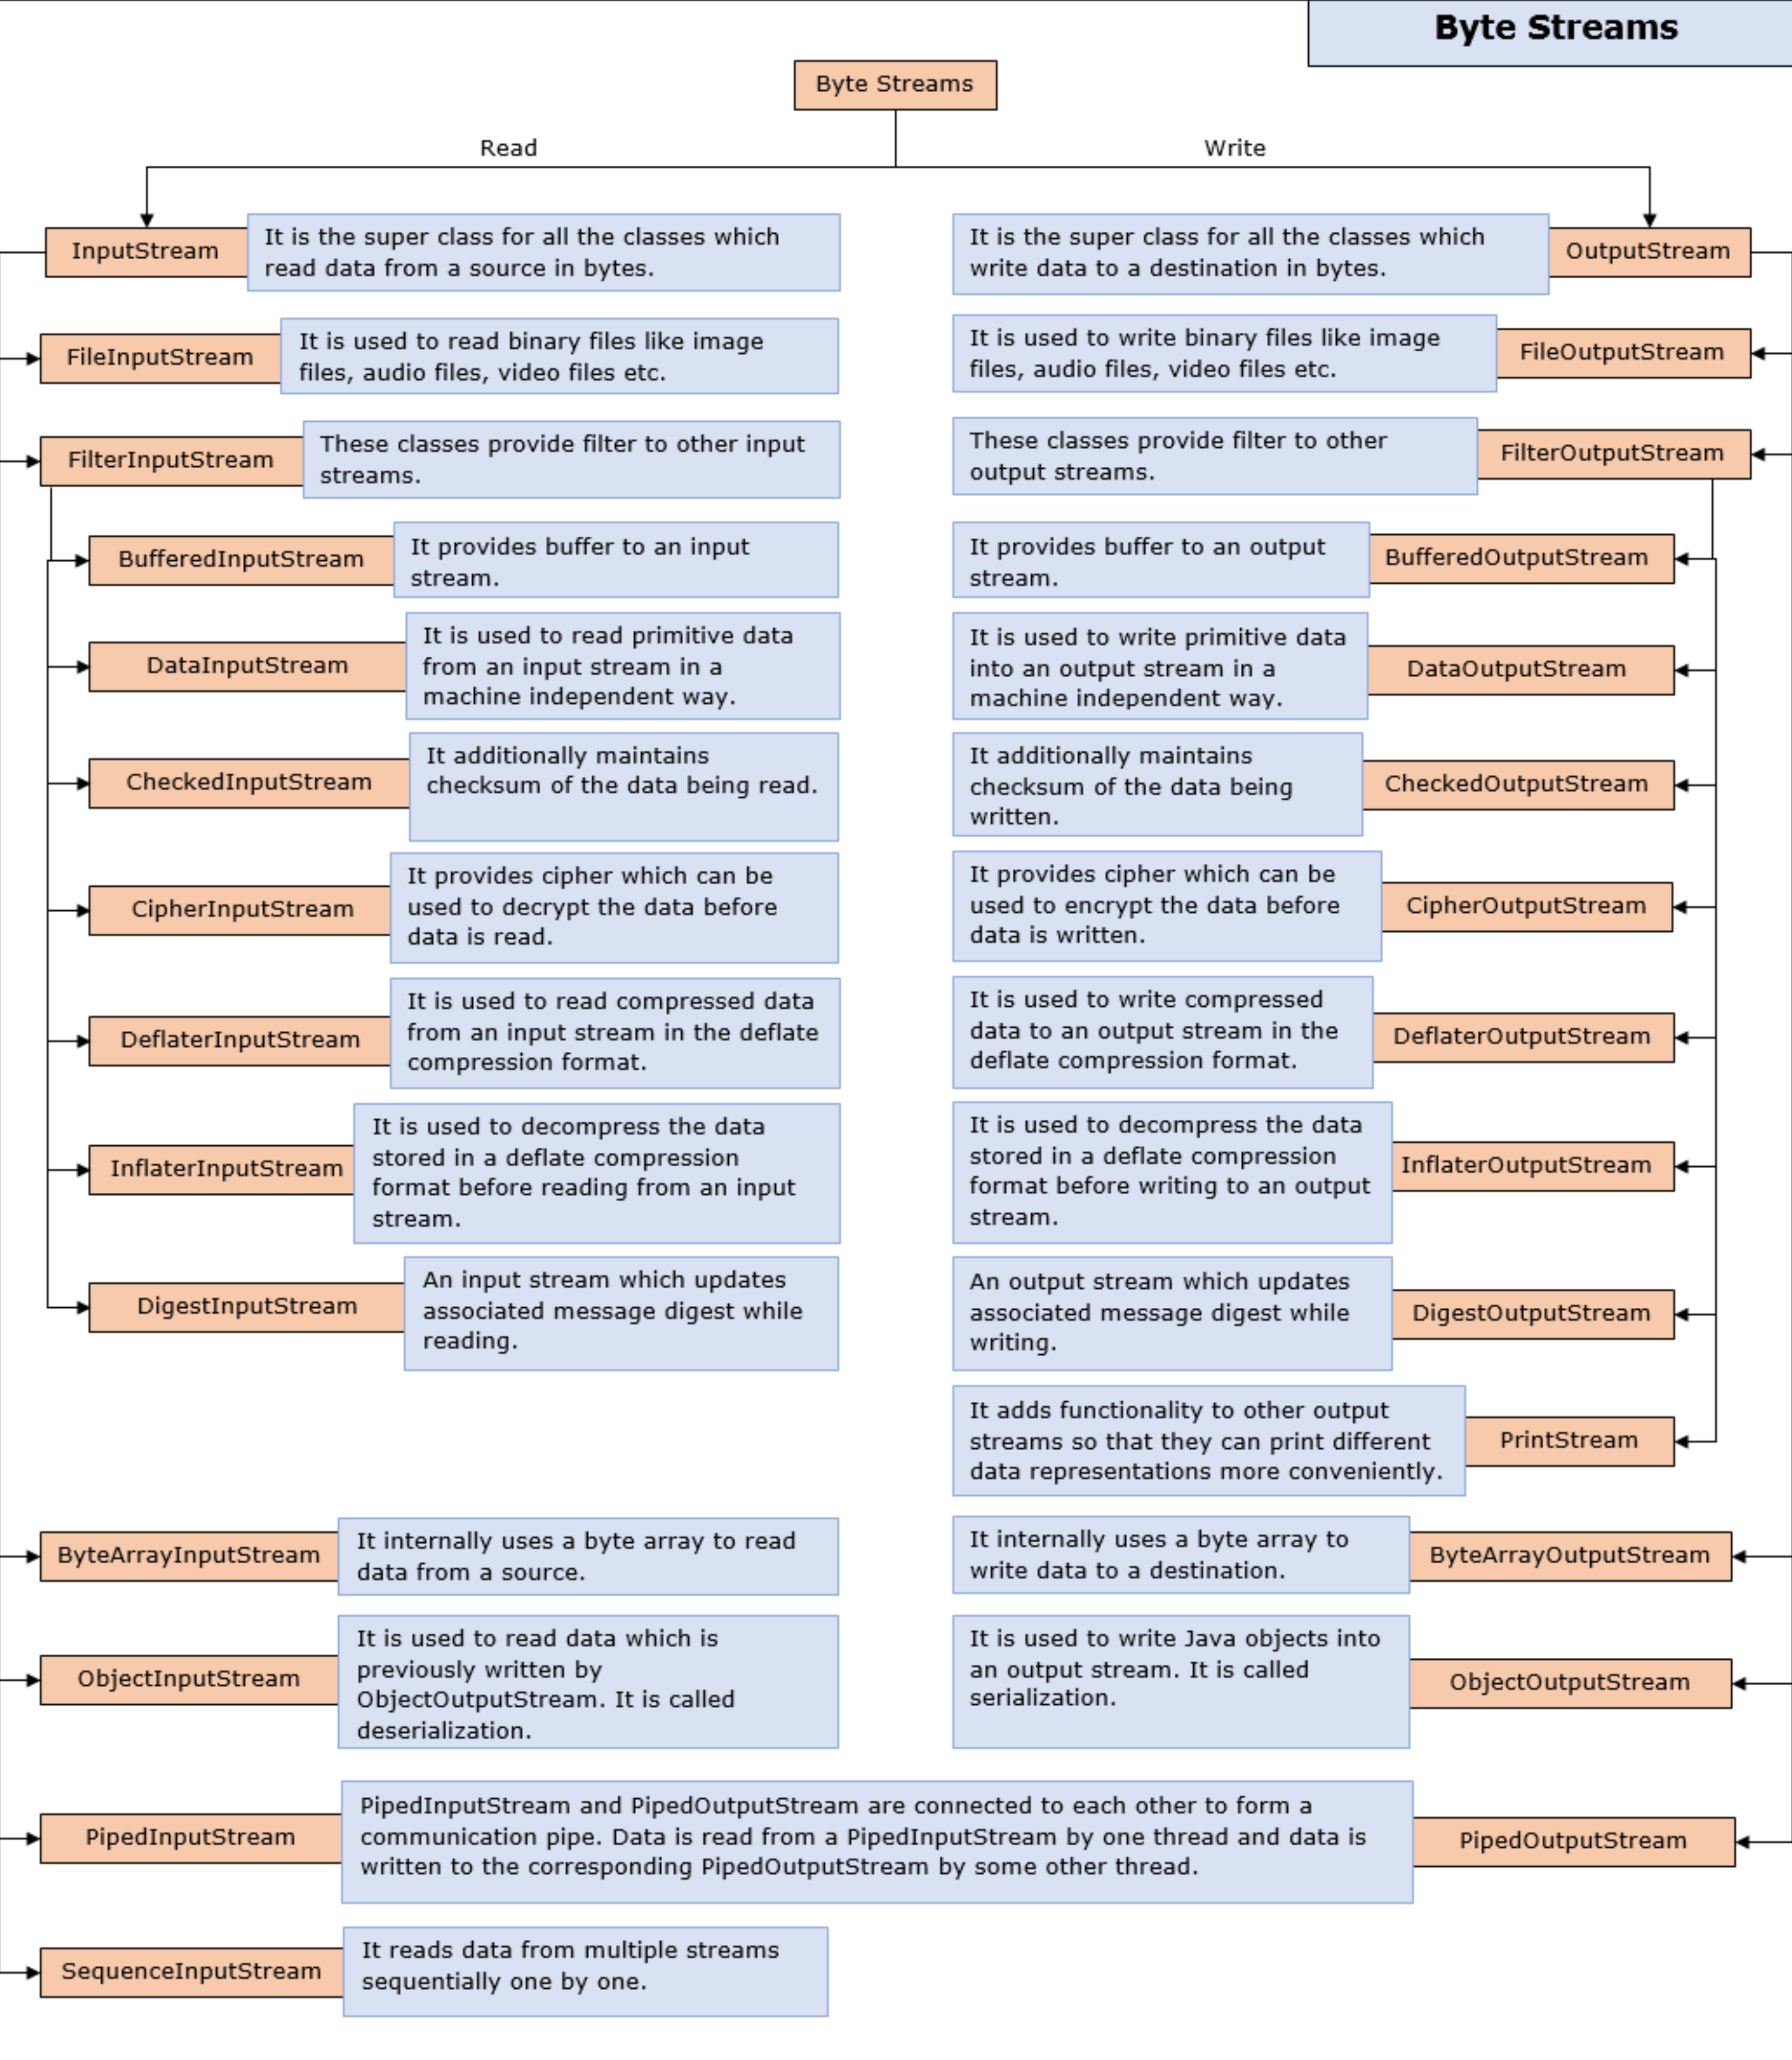 Byte Streams
Byte Streams
Read
Write
InputStream
It is the super class for all the classes which
read data from a source in bytes.
It is the super class for all the classes which
write data to a destination in bytes.
OutputStream
FileInputStream
It is used to read binary files like image
files, audio files, video files etc.
It is used to write binary files like image
files, audio files, video files etc.
FileOutputStream
FilterInputStream
These classes provide filter to other input
streams.
These classes provide filter to other
output streams.
FilterOutputStream
BufferedInputStream
It provides buffer to an input
stream.
It provides buffer to an output
stream.
BufferedOutputStream
DataInputStream
It is used to read primitive data
from an input stream in a
machine independent way.
It is used to write primitive data
into an output stream in a
machine independent way.
DataOutputStream
CheckedInputStream
It additionally maintains
checksum of the data being read.
It additionally maintains
checksum of the data being
written.
CheckedOutputStream
CipherInputStream
It provides cipher which can be
used to decrypt the data before
data is read.
It provides cipher which can be
used to encrypt the data before
data is written.
CipherOutputStream
DeflaterInputStream
It is used to read compressed data
from an input stream in the deflate
compression format.
It is used to write compressed
data to an output stream in the
deflate compression format.
DeflaterOutputStream
InflaterInputStream
It is used to decompress the data
stored in a deflate compression
format before reading from an input
stream.
It is used to decompress the data
stored in a deflate compression
format before writing to an output
stream.
InflaterOutputStream
DigestInputStream
An input stream which updates
associated message digest while
reading.
An output stream which updates
associated message digest while
writing.
DigestOutputStream
It adds functionality to other output
streams so that they can print different
data representations more conveniently.
PrintStream
ByteArrayInputStream
It internally uses a byte array to read
data from a source.
It internally uses a byte array to
write data to a destination.
ByteArrayOutputStream
ObjectInputStream
It is used to read data which is
previously written by
ObjectOutputStream. It is called
deserialization.
It is used to write Java objects into
an output stream. It is called
serialization.
ObjectOutputStream
PipedInputStream
PipedInputStream and PipedOutputStream are connected to each other to form a
communication pipe. Data is read from a PipedInputStream by one thread and data is
written to the corresponding PipedOutputStream by some other thread.
PipedOutputStream
SequenceInputStream
It reads data from multiple streams
sequentially one by one.